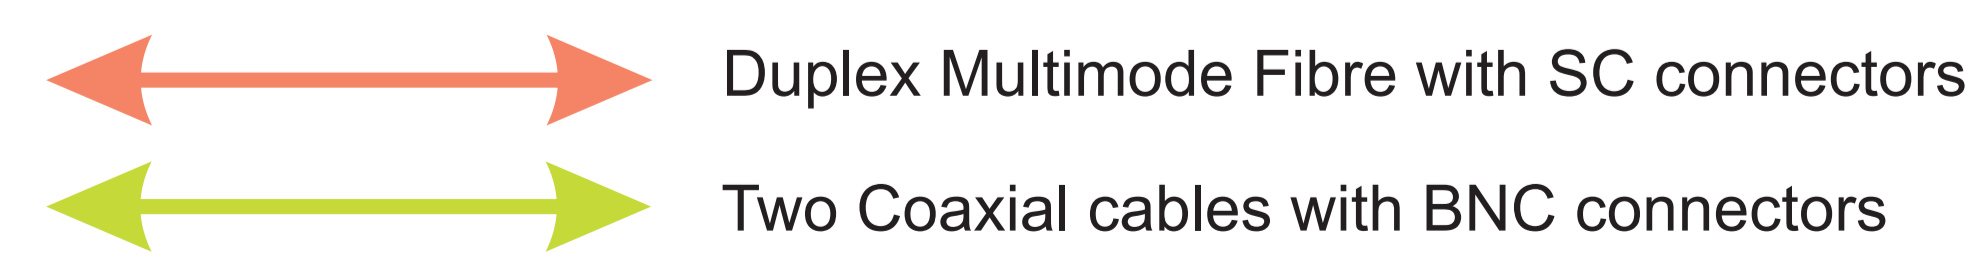 Duplex Multimode Fibre with SC connectors
Two Coaxial cables with BNC connectors